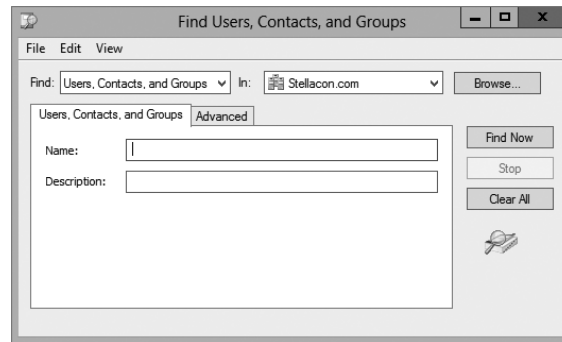 Find Users, Contacts, and Groups
File Edit View
Find: Users, Contacts, and Groups In: Stellacon.com Browse...
Users, Contacts, and Groups Advanced
Name:
Description:
Find Now
Stop
Clear All